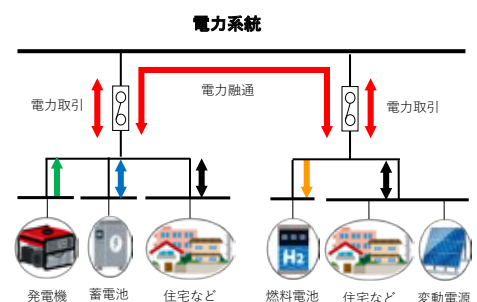 電力系統
電力融通
電力取引
電力取引
H2
発電機
蓄電池
住宅など
燃料電池
住宅など
変動電源